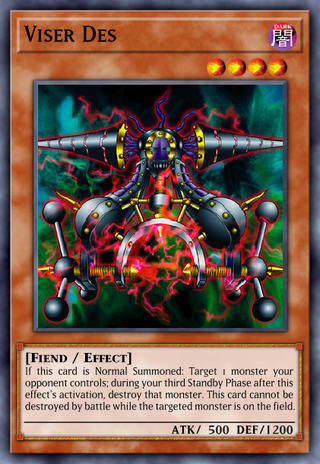 Viser Des
DARK
闇
[Fiend / Effect]
If this card is Normal Summoned: Target 1 monster your
opponent controls; during your third Standby Phase after this
effect's activation, destroy that monster. This card cannot be
destroyed by battle while the targeted monster is on the field.
ATK/ 500 DEF/1200